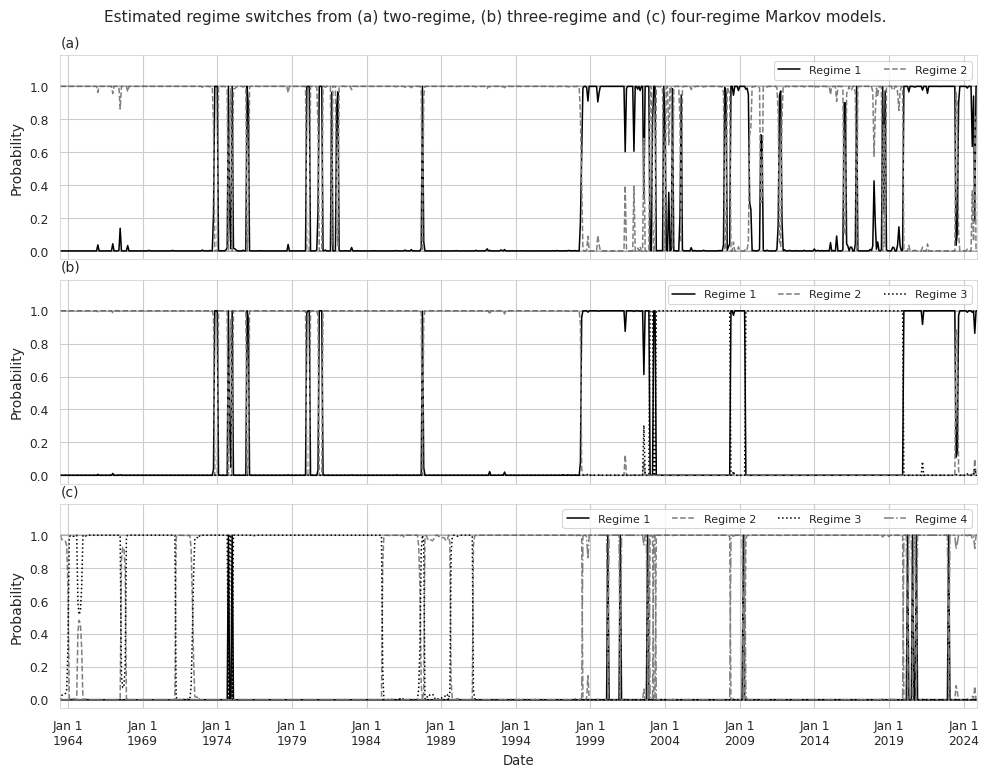 Estimated regime switches from (a) two-regime, (b) three-regime and (c) four-regime Markov models.
(a)
Regime 1 Regime 2
1.0
0.8
0.6
0.4
0.2
0.0
Probability
(b)
Regime 1 Regime 2 Regime 3
1.0
0.8
0.6
0.4
0.2
0.0
Probability
(c)
Regime 1 Regime 2 Regime 3 Regime 4
1.0
0.8
0.6
0.4
0.2
0.0
Probability
Jan 1 Jan 1 Jan 1 Jan 1 Jan 1 Jan 1 Jan 1 Jan 1 Jan 1 Jan 1 Jan 1 Jan 1 Jan 1
1964 1969 1974 1979 1984 1989 1994 1999 2004 2009 2014 2019 2024
Date